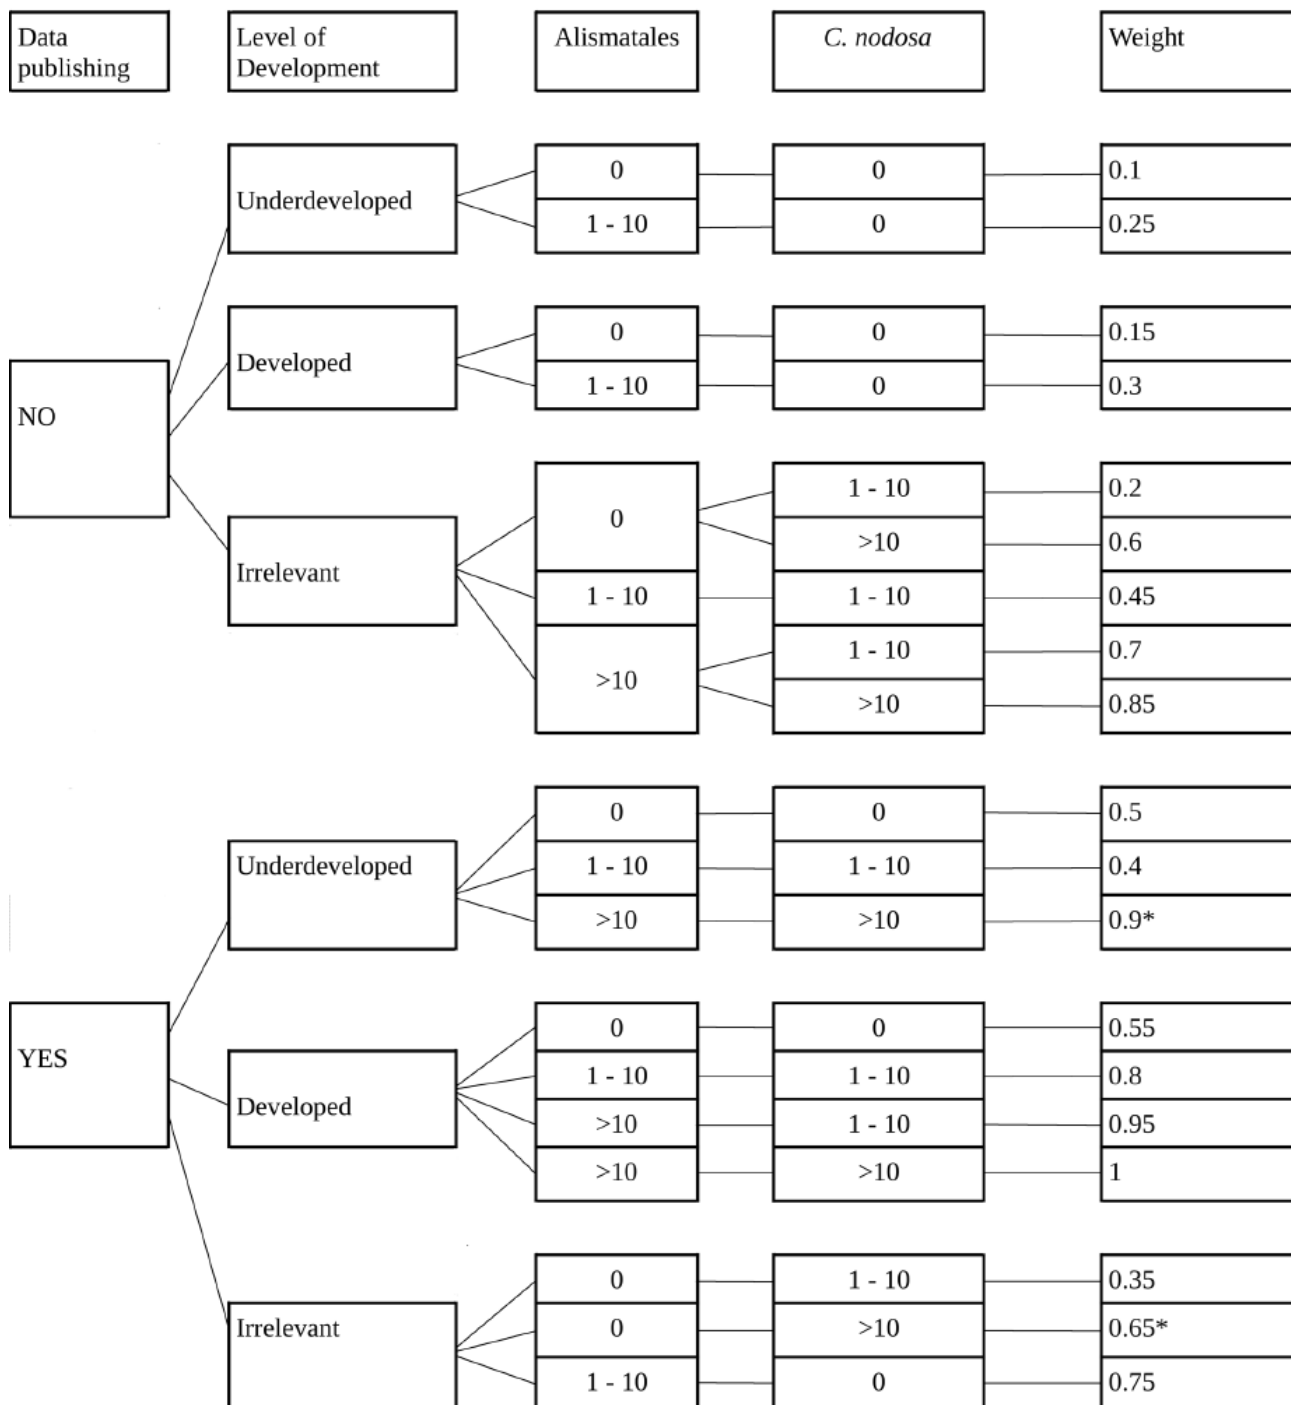 Data publishing
Level of Development
Alismatales
C. nodosa
Weight
NO
Underdeveloped
0 0 0.1
1 - 10 0 0.25
Developed
0 0 0.15
1 - 10 0 0.3
Irrelevant
0 1 - 10 0.2
>10 0.6
1 - 10 1 - 10 0.45
>10 1 - 10 0.7
>10 0.85
YES
Underdeveloped
0 0 0.5
1 - 10 1 - 10 0.4
>10 >10 0.9*
Developed
0 0 0.55
1 - 10 1 - 10 0.8
>10 1 - 10 0.95
>10 >10 1
Irrelevant
0 1 - 10 0.35
0 >10 0.65*
1 - 10 0 0.75